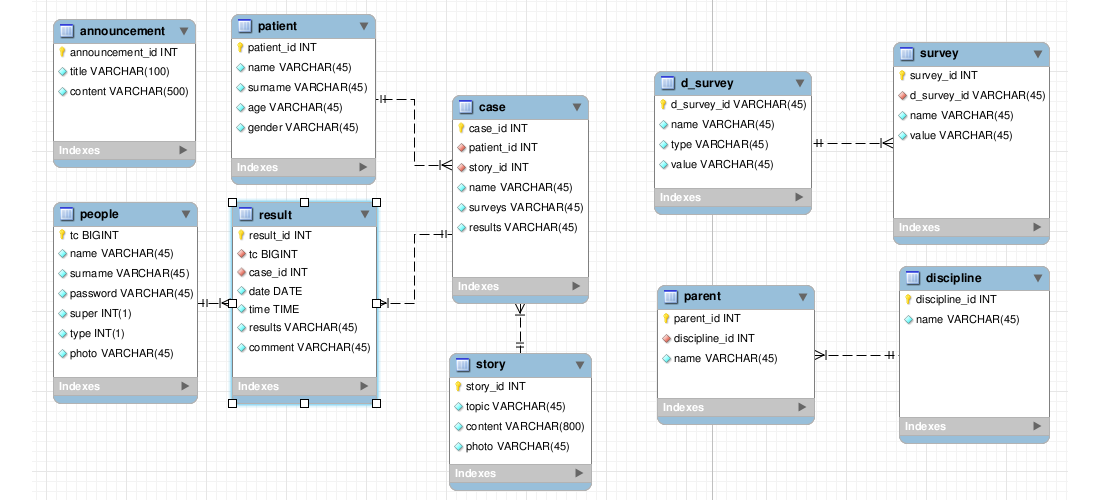 announcement
announcement_id INT
title VARCHAR(100)
content VARCHAR(500)
Indexes
patient
patient_id INT
name VARCHAR(45)
surname VARCHAR(45)
age VARCHAR(45)
gender VARCHAR(45)
Indexes
case
case_id INT
patient_id INT
story_id INT
name VARCHAR(45)
surveys VARCHAR(45)
results VARCHAR(45)
Indexes
d_survey
d_survey_id VARCHAR(45)
name VARCHAR(45)
type VARCHAR(45)
value VARCHAR(45)
Indexes
survey
survey_id INT
d_survey_id VARCHAR(45)
name VARCHAR(45)
value VARCHAR(45)
Indexes
people
tc BIGINT
name VARCHAR(45)
surname VARCHAR(45)
password VARCHAR(45)
super INT(1)
type INT(1)
photo VARCHAR(45)
Indexes
result
result_id INT
tc BIGINT
case_id INT
date DATE
time TIME
results VARCHAR(45)
comment VARCHAR(45)
Indexes
story
story_id INT
topic VARCHAR(45)
content VARCHAR(800)
photo VARCHAR(45)
Indexes
parent
parent_id INT
discipline_id INT
name VARCHAR(45)
Indexes
discipline
discipline_id INT
name VARCHAR(45)
Indexes